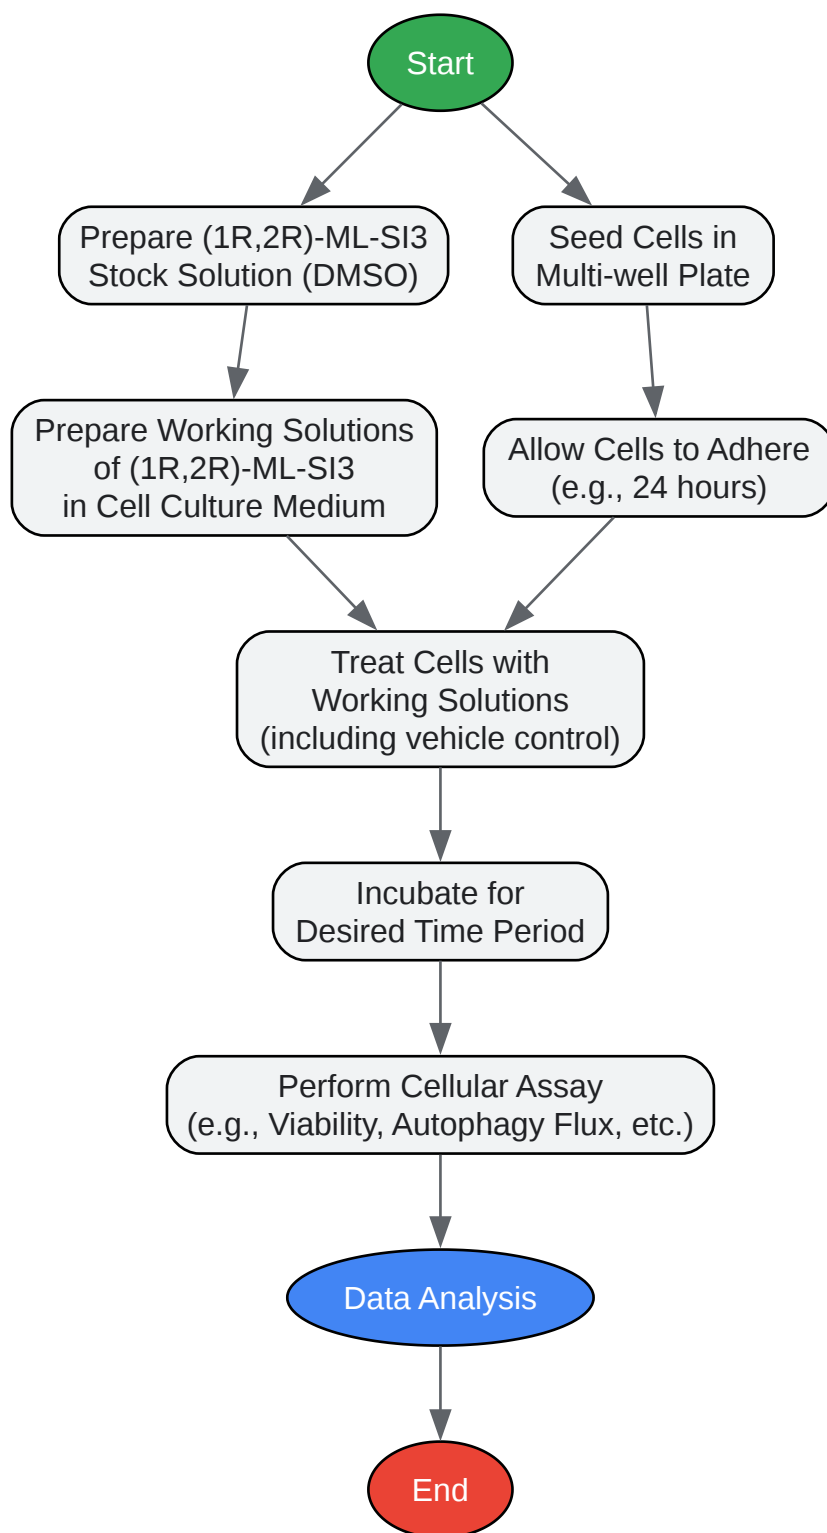 Start
Prepare (1R,2R)-ML-SI3
Stock Solution (DMSO)
Seed Cells in
Multi-well Plate
Prepare Working Solutions
of (1R,2R)-ML-SI3
in Cell Culture Medium
Allow Cells to Adhere
(e.g., 24 hours)
Treat Cells with
Working Solutions
(including vehicle control)
Incubate for
Desired Time Period
Perform Cellular Assay
(e.g., Viability, Autophagy Flux, etc.)
Data Analysis
End